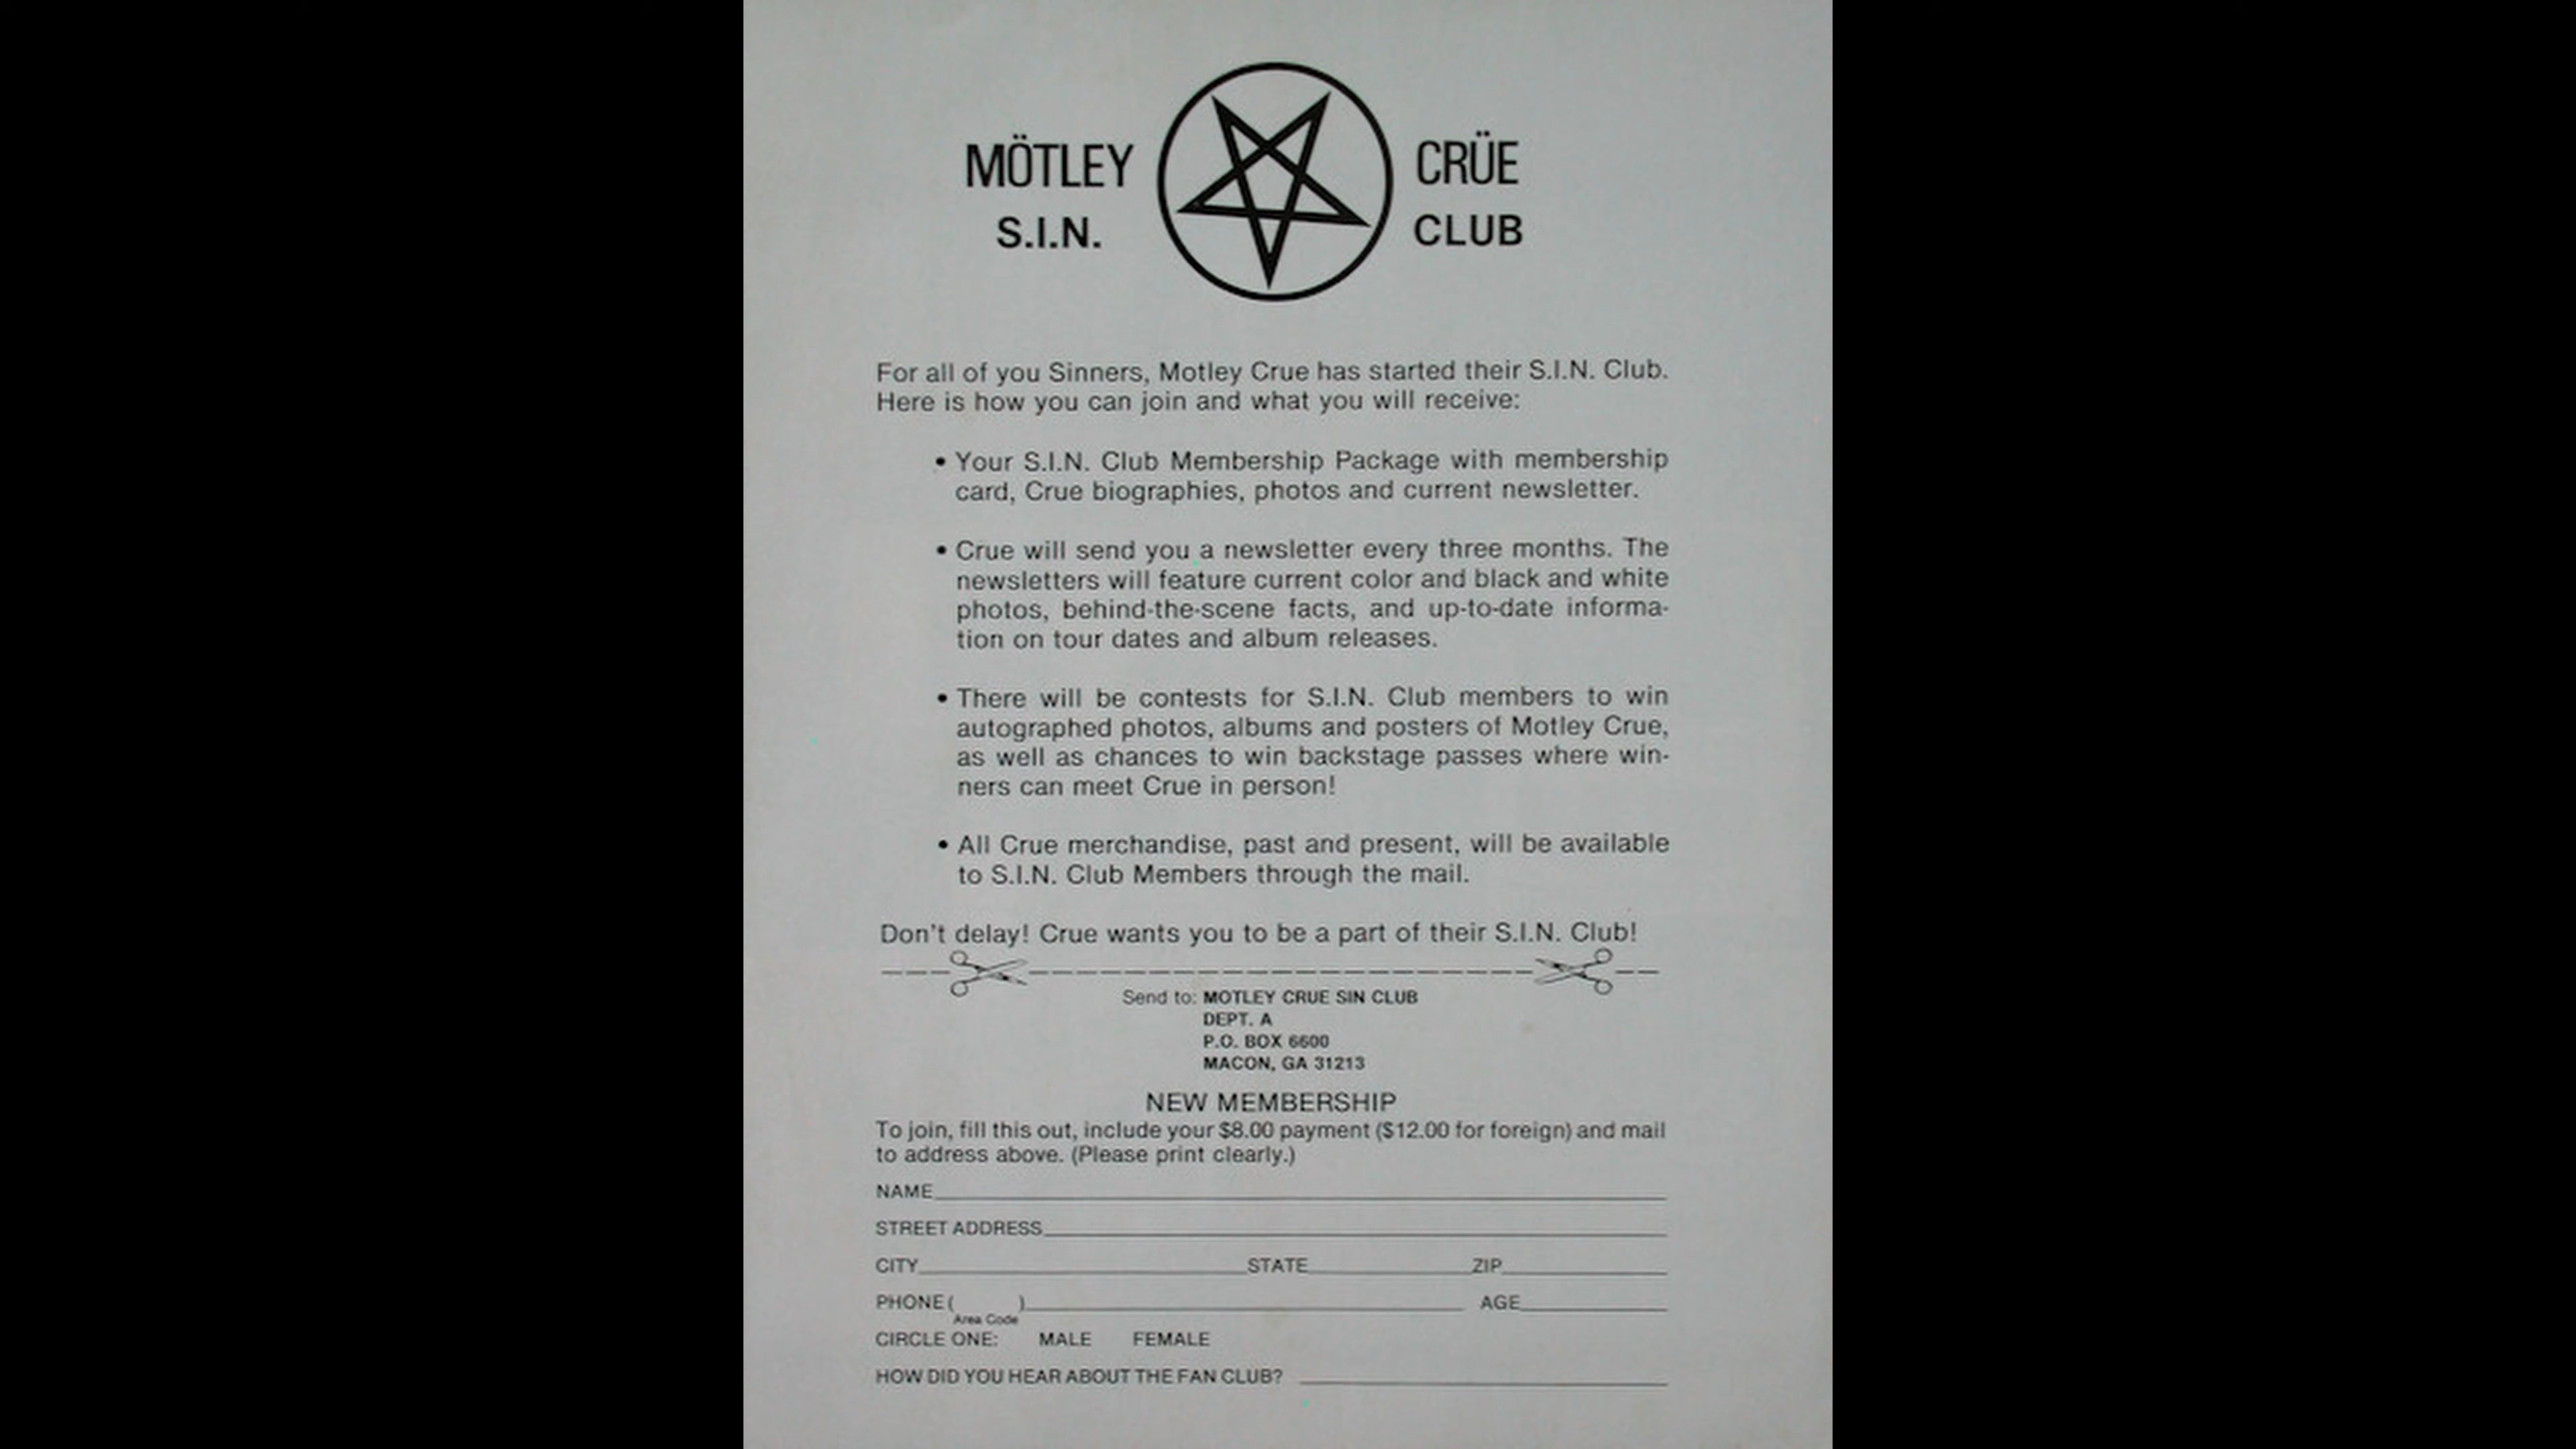 MÖTLEY CRÜE
S.I.N. CLUB
For all of you Sinners, Motley Crue has started their S.I.N. Club.
Here is how you can join and what you will receive:
• Your S.I.N. Club Membership Package with membership
card, Crue biographies, photos and current newsletter.
• Crue will send you a newsletter every three months. The
newsletters will feature current color and black and white
photos, behind-the-scene facts, and up-to-date informa-
tion on tour dates and album releases.
• There will be contests for S.I.N. Club members to win
autographed photos, albums and posters of Motley Crue,
as well as chances to win backstage passes where win-
ners can meet Crue in person!
• All Crue merchandise, past and present, will be available
to S.I.N. Club Members through the mail.
Don't delay! Crue wants you to be a part of their S.I.N. Club!
Send to: MOTLEY CRUE SIN CLUB
DEPT. A
P.O. BOX 6600
MACON, GA 31213
NEW MEMBERSHIP
To join, fill this out, include your $8.00 payment ($12.00 for foreign) and mail
to address above. (Please print clearly.)
NAME
STREET ADDRESS
CITY STATE ZIP
PHONE ( ) AGE
Area Code
CIRCLE ONE: MALE FEMALE
HOW DID YOU HEAR ABOUT THE FAN CLUB?